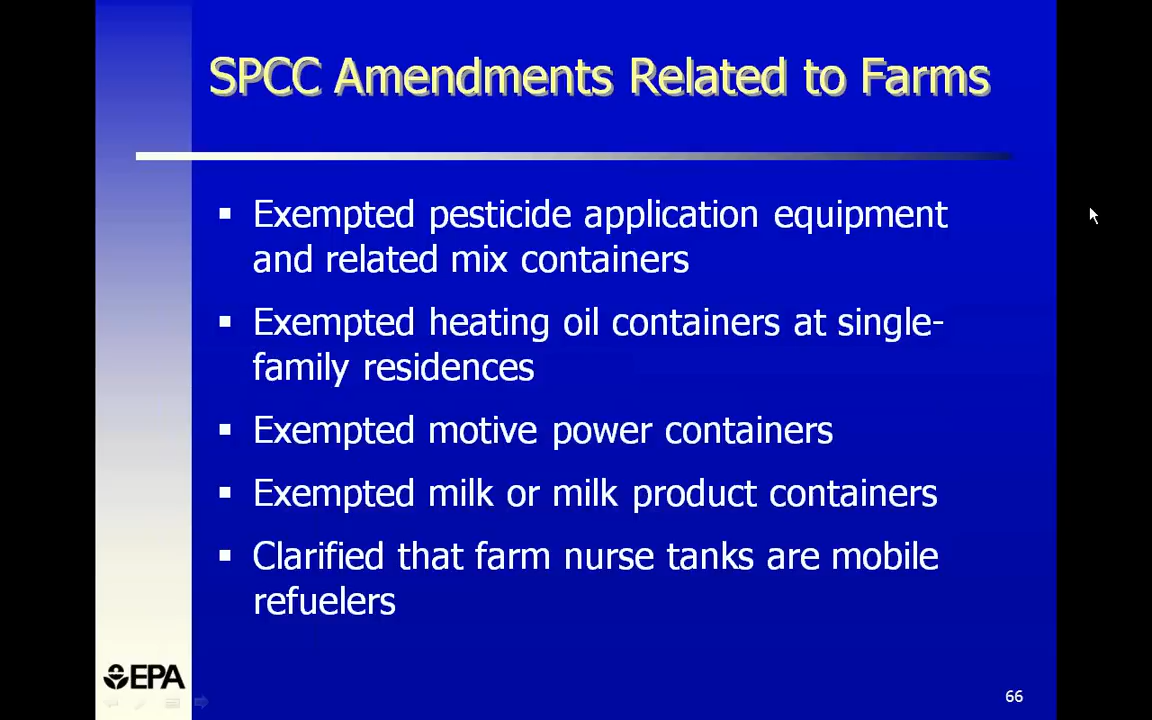 SPCC Amendments Related to Farms
▪ Exempted pesticide application equipment
and related mix containers
▪ Exempted heating oil containers at single-
family residences
▪ Exempted motive power containers
▪ Exempted milk or milk product containers
▪ Clarified that farm nurse tanks are mobile
refuelers
EPA
66